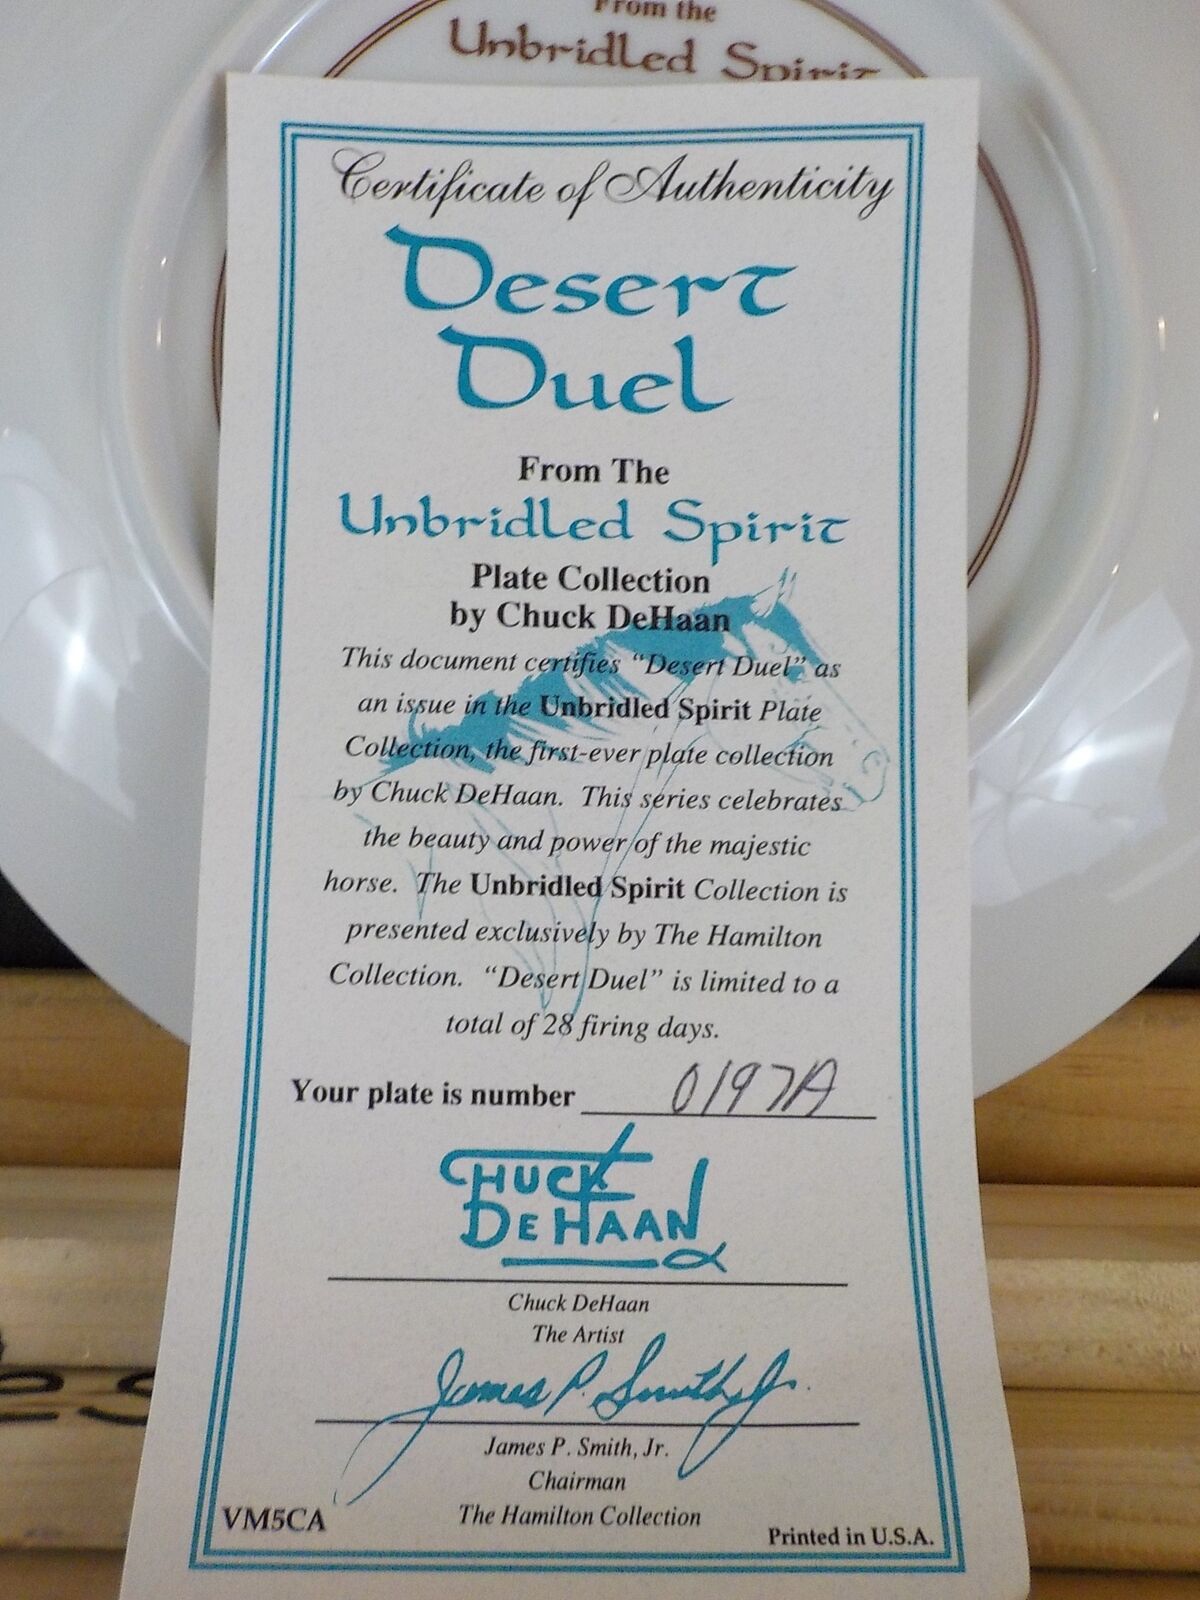 From the
Unbridled Spirit
Certificate of Authenticity
Desert
Duel
From The
Unbridled Spirit
Plate Collection
by Chuck DeHaan
This document certifies “Desert Duel” as
an issue in the Unbridled Spirit Plate
Collection, the first-ever plate collection
by Chuck DeHaan. This series celebrates
the beauty and power of the majestic
horse. The Unbridled Spirit Collection is
presented exclusively by The Hamilton
Collection. “Desert Duel” is limited to a
total of 28 firing days.
Your plate is number 0197A
CHUCK
DEHAAN
Chuck DeHaan
The Artist
James P. Smith, Jr.
James P. Smith, Jr.
Chairman
The Hamilton Collection
VM5CA
Printed in U.S.A.